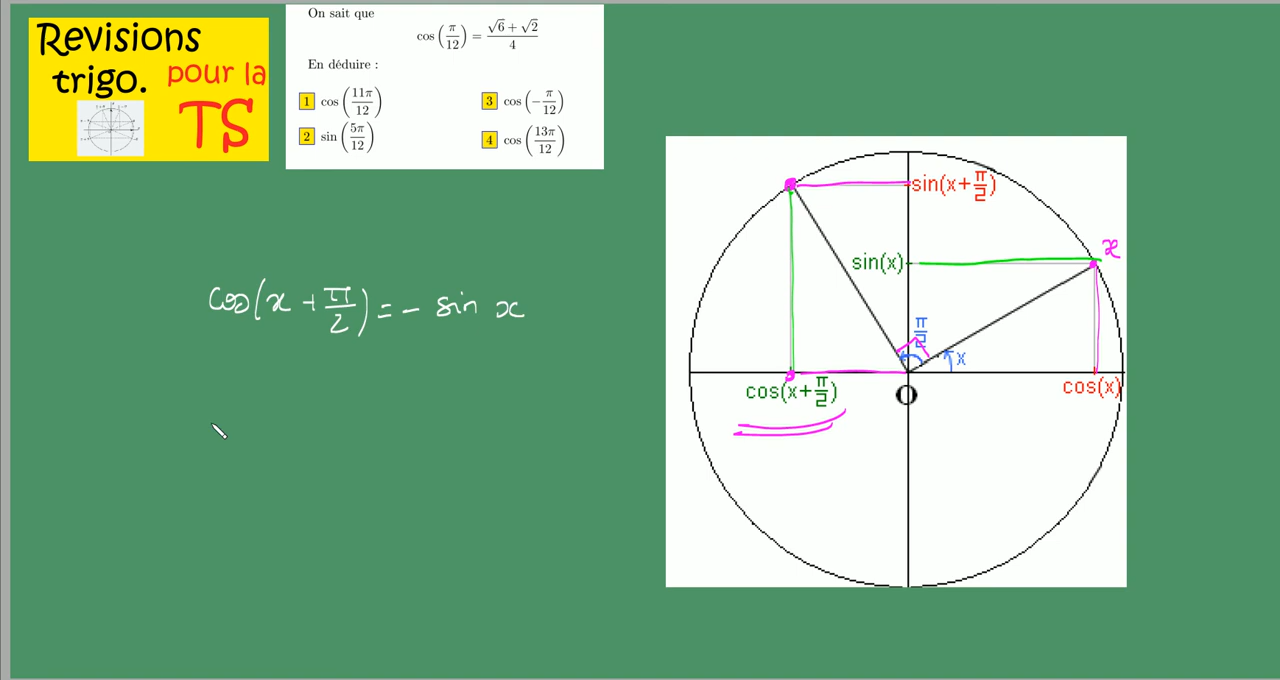 Revisions
trigo. pour la
TS
On sait que
cos(π/12) = (√6 + √2)/4
En déduire :
1 cos(11π/12)
2 sin(5π/12)
3 cos(−π/12)
4 cos(13π/12)
cos(x + π/2) = − sin x
sin(x+π/2)
x
sin(x)
π/2
x
cos(x+π/2)
cos(x)
O